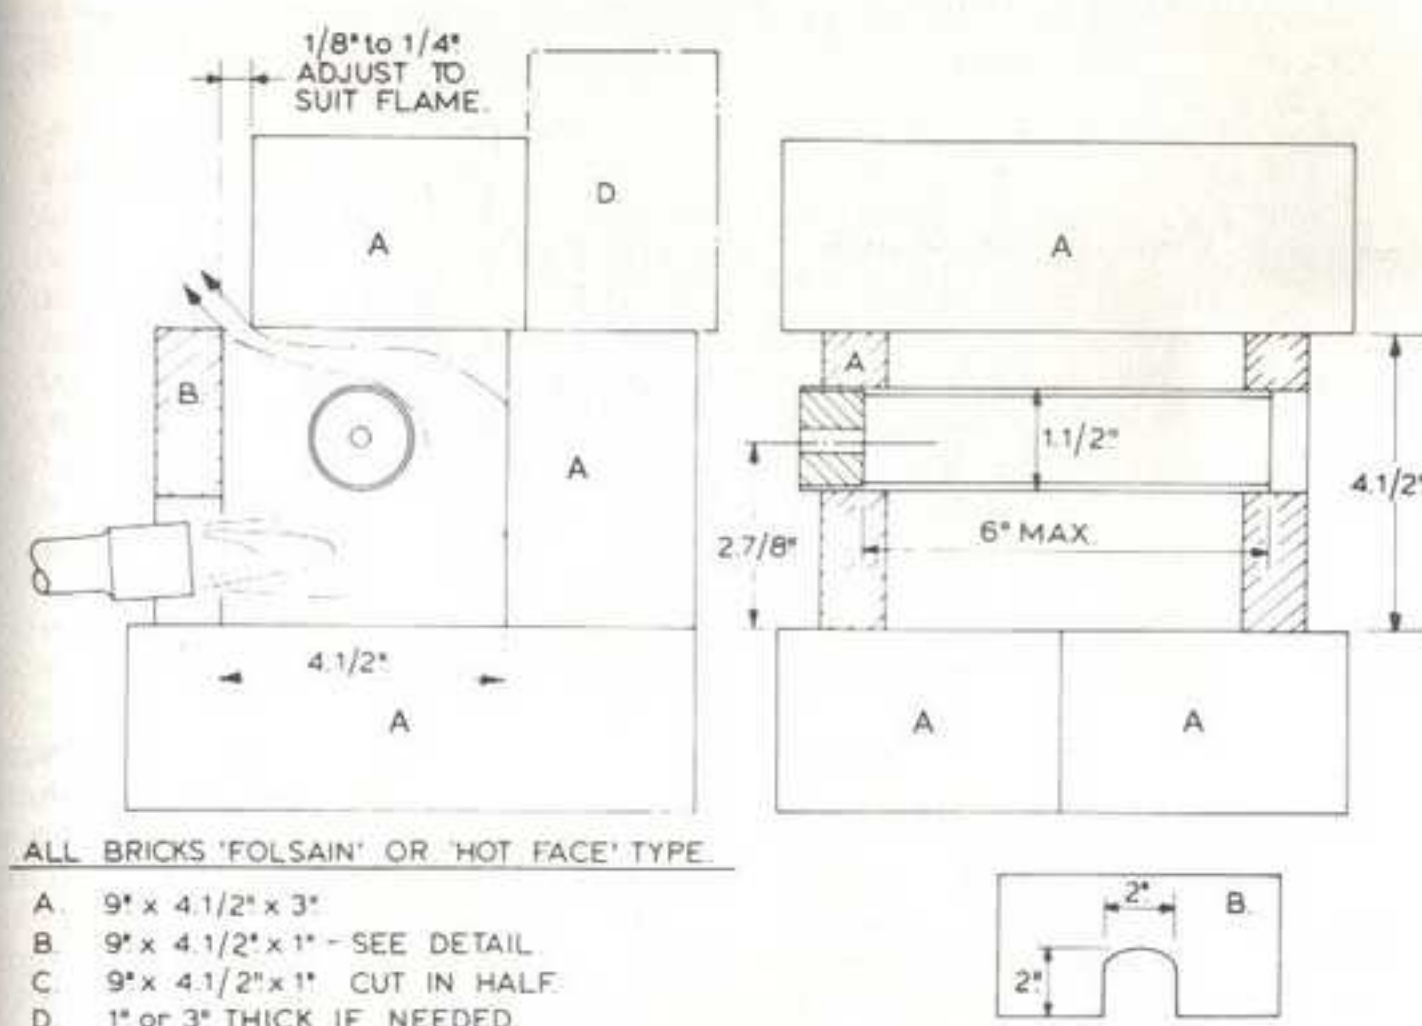 1/8" to 1/4"
ADJUST TO
SUIT FLAME.
D.
A
A
B
A
A
1.1/2"
4.1/2"
2.7/8"
6" MAX.
4.1/2"
A
A
A
ALL BRICKS 'FOLSAIN' OR 'HOT FACE' TYPE.
A. 9" x 4.1/2" x 3"
B. 9" x 4.1/2" x 1" - SEE DETAIL.
C. 9" x 4.1/2" x 1" CUT IN HALF.
D. 1" or 3" THICK IF NEEDED.
2"
B.
2"